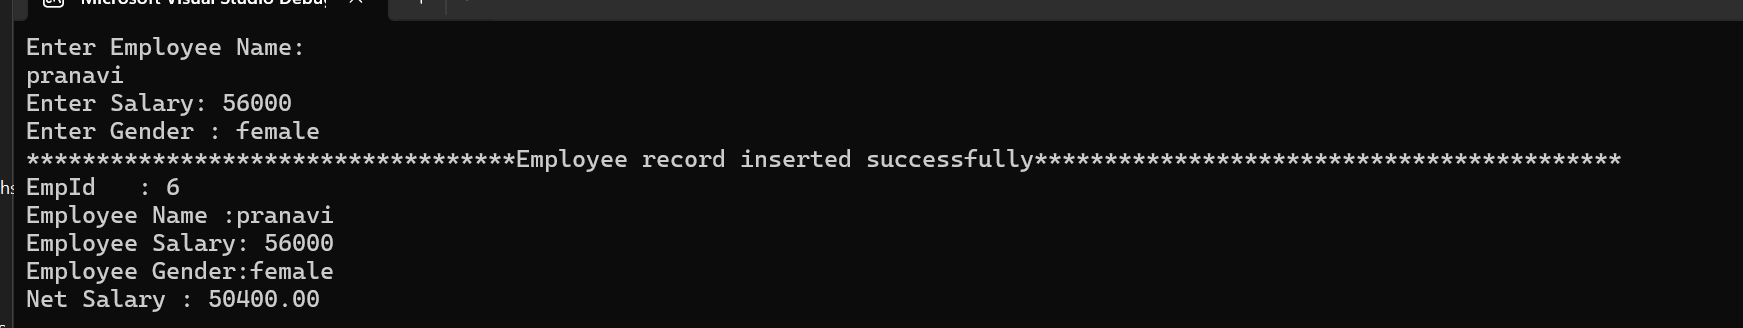 Microsoft Visual Studio Debu
Enter Employee Name:
pranavi
Enter Salary: 56000
Enter Gender : female
***********************************Employee record inserted successfully******************************************
EmpId   : 6
Employee Name :pranavi
Employee Salary: 56000
Employee Gender:female
Net Salary : 50400.00